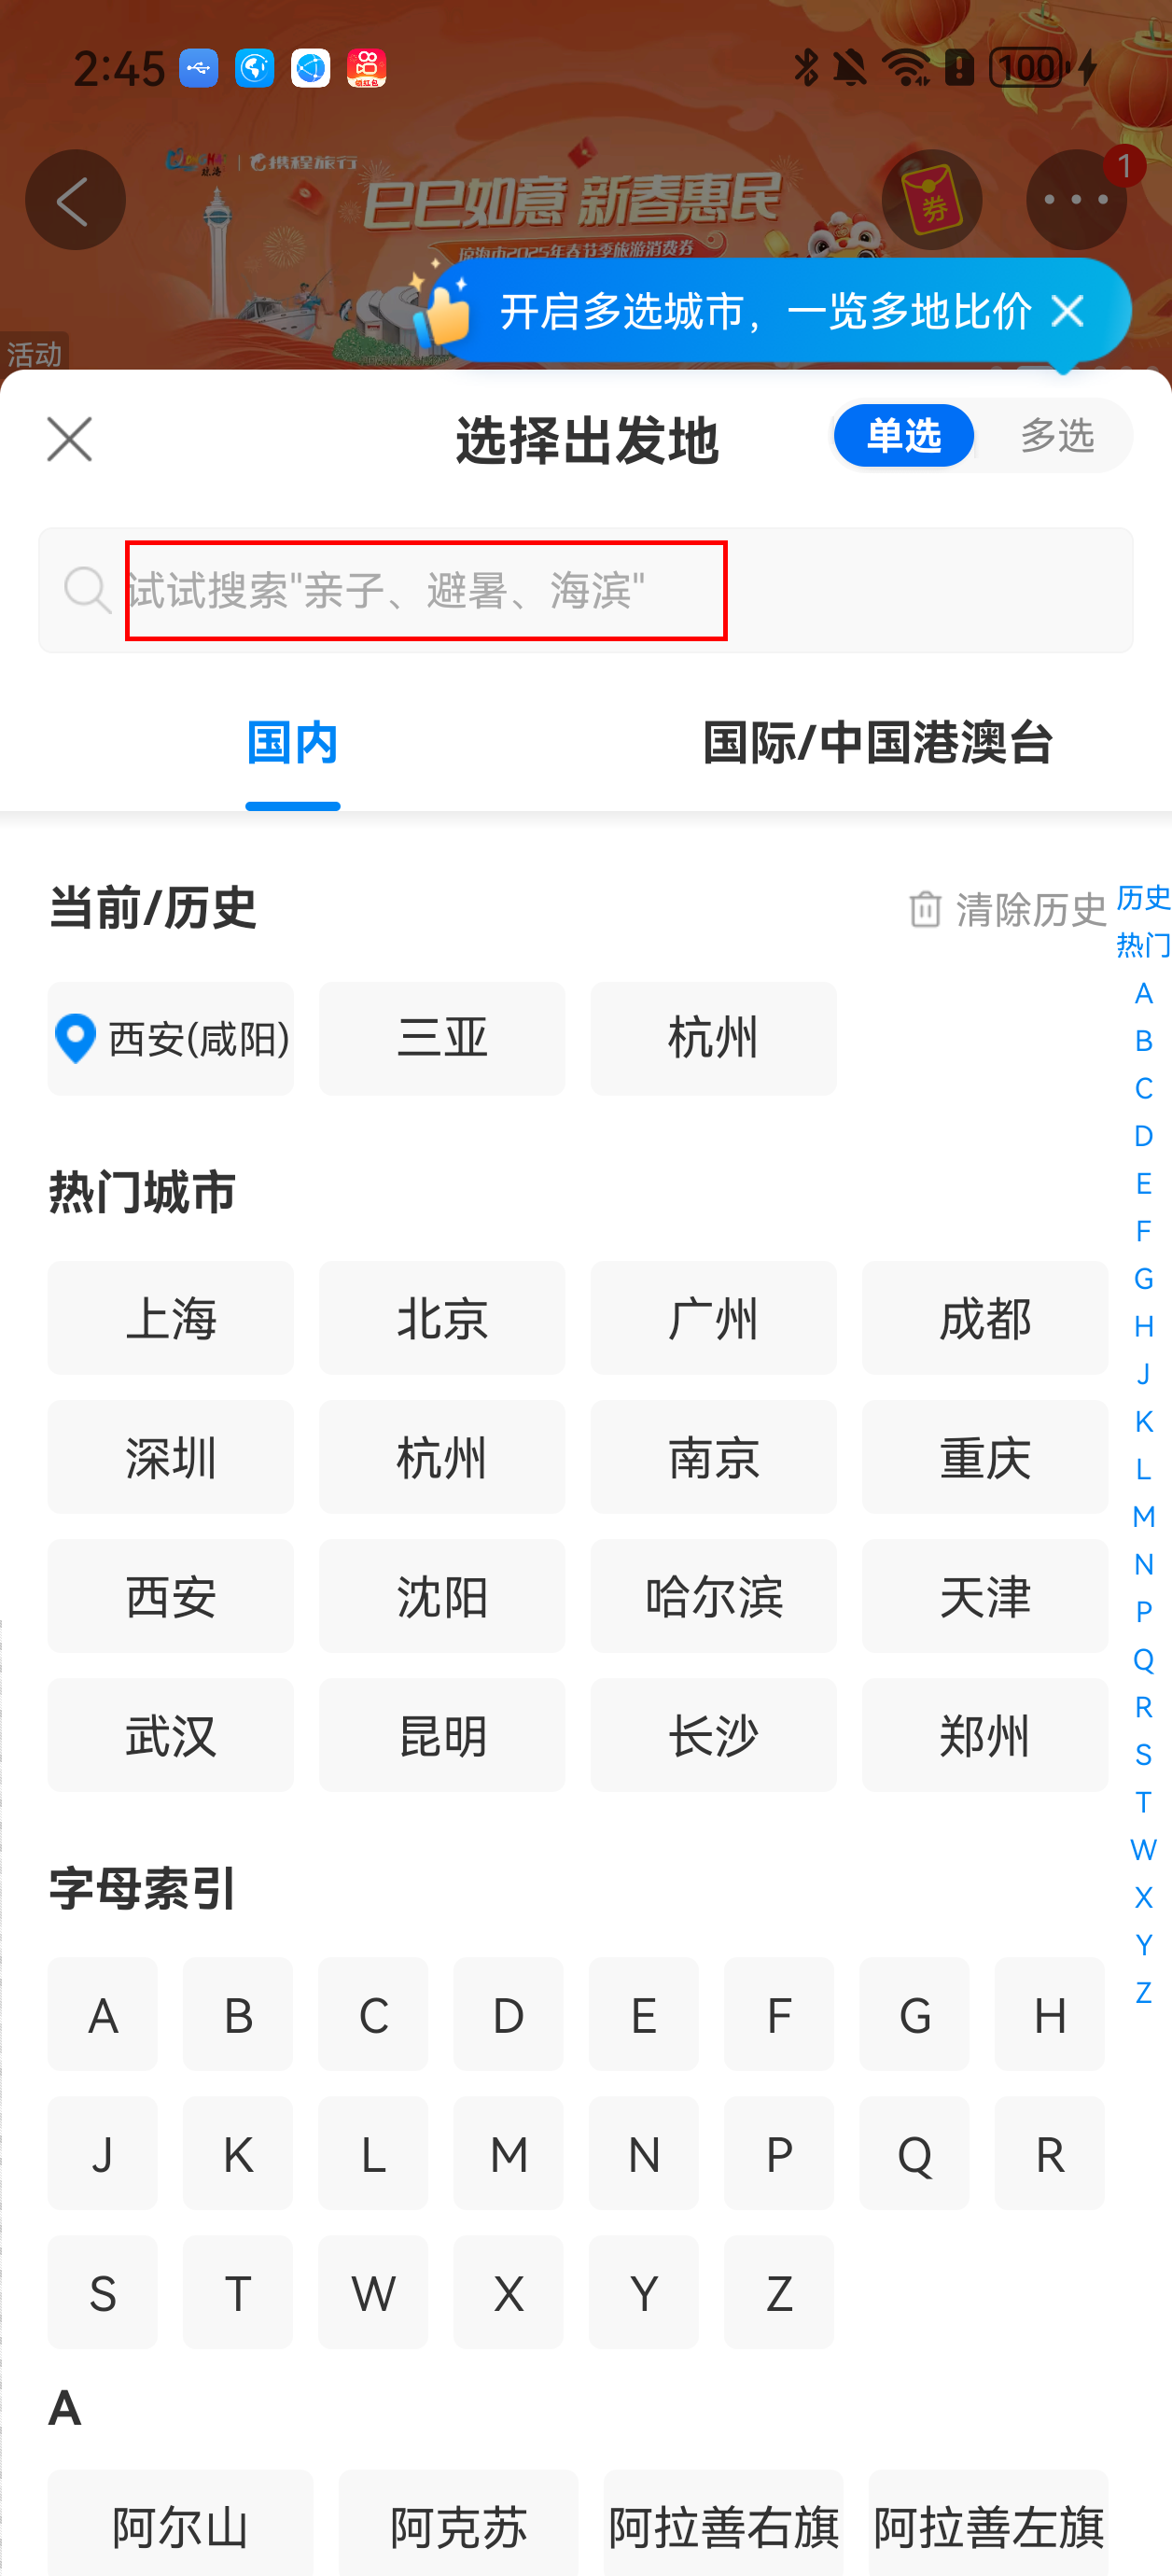 2:45
领红包
100
携程旅行
巳巳如意 新春惠民
琼海市2025年春节季旅游消费券
券
1
开启多选城市，一览多地比价
活动
选择出发地
单选
多选
试试搜索"亲子、避暑、海滨"
国内
国际/中国港澳台
当前/历史
清除历史
历史
热门
A
B
C
D
E
F
G
H
J
K
L
M
N
P
Q
R
S
T
W
X
Y
Z
西安(咸阳)
三亚
杭州
热门城市
上海 北京 广州 成都
深圳 杭州 南京 重庆
西安 沈阳 哈尔滨 天津
武汉 昆明 长沙 郑州
字母索引
A B C D E F G H
J K L M N P Q R
S T W X Y Z
A
阿尔山 阿克苏 阿拉善右旗 阿拉善左旗